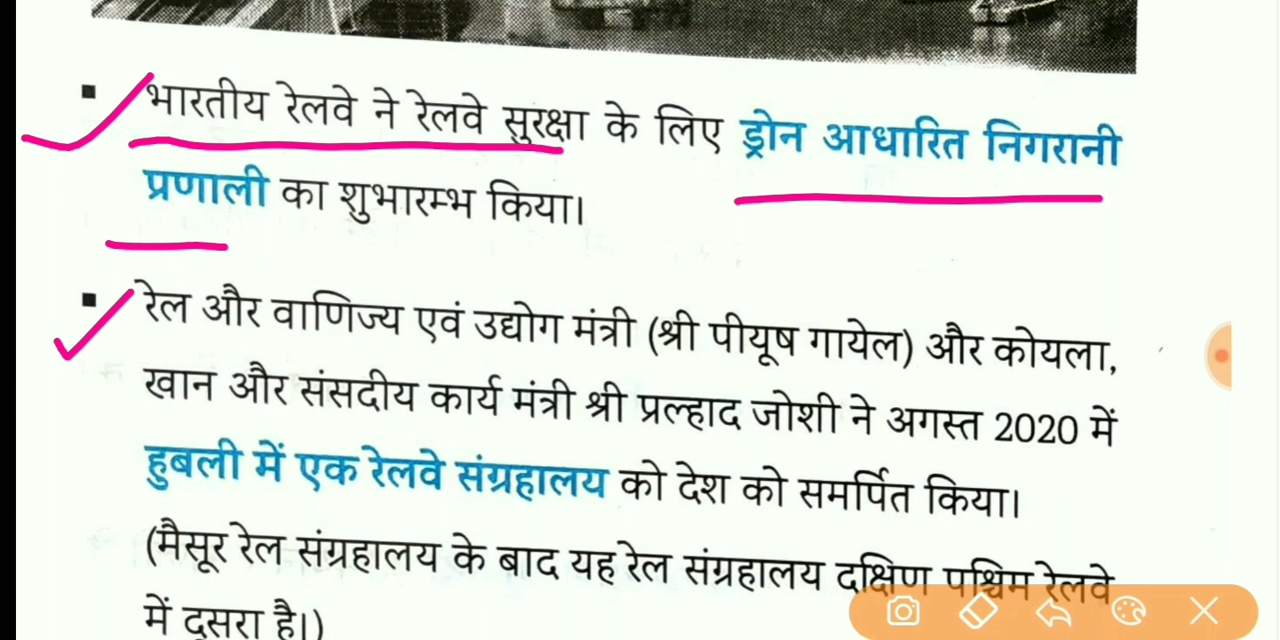 ▪ भारतीय रेलवे ने रेलवे सुरक्षा के लिए ड्रोन आधारित निगरानी
प्रणाली का शुभारम्भ किया।
▪ रेल और वाणिज्य एवं उद्योग मंत्री (श्री पीयूष गायेल) और कोयला,
खान और संसदीय कार्य मंत्री श्री प्रल्हाद जोशी ने अगस्त 2020 में
हुबली में एक रेलवे संग्रहालय को देश को समर्पित किया।
(मैसूर रेल संग्रहालय के बाद यह रेल संग्रहालय दक्षिण पश्चिम रेलवे
में दूसरा है।)